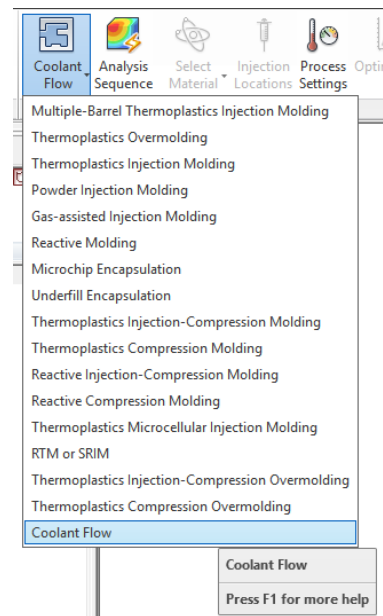 Coolant Flow
Analysis Sequence
Select Material
Injection Locations
Process Settings
Multiple-Barrel Thermoplastics Injection Molding
Thermoplastics Overmolding
Thermoplastics Injection Molding
Powder Injection Molding
Gas-assisted Injection Molding
Reactive Molding
Microchip Encapsulation
Underfill Encapsulation
Thermoplastics Injection-Compression Molding
Thermoplastics Compression Molding
Reactive Injection-Compression Molding
Reactive Compression Molding
Thermoplastics Microcellular Injection Molding
RTM or SRIM
Thermoplastics Injection-Compression Overmolding
Thermoplastics Compression Overmolding
Coolant Flow
Coolant Flow
Press F1 for more help